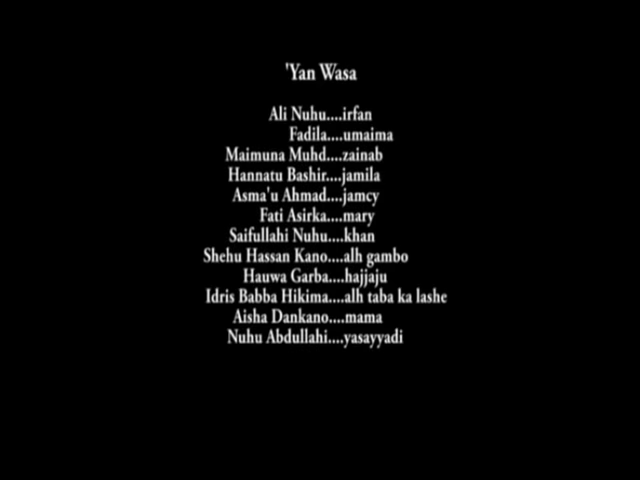 'Yan Wasa
Ali Nuhu....irfan
Fadila....umaima
Maimuna Muhd....zainab
Hannatu Bashir....jamila
Asma'u Ahmad....jamcy
Fati Asirka....mary
Saifullahi Nuhu....khan
Shehu Hassan Kano....alh gambo
Hauwa Garba....hajjaju
Idris Babba Hikima....alh taba ka lashe
Aisha Dankano....mama
Nuhu Abdullahi....yasayyadi